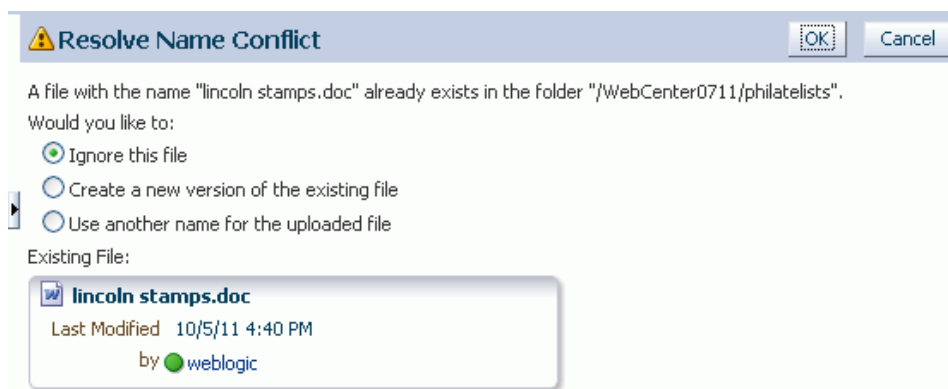 Resolve Name Conflict
OK Cancel
A file with the name "lincoln stamps.doc" already exists in the folder "/WebCenter0711/philatelists".
Would you like to:
Ignore this file
Create a new version of the existing file
Use another name for the uploaded file
Existing File:
lincoln stamps.doc
Last Modified 10/5/11 4:40 PM
by weblogic